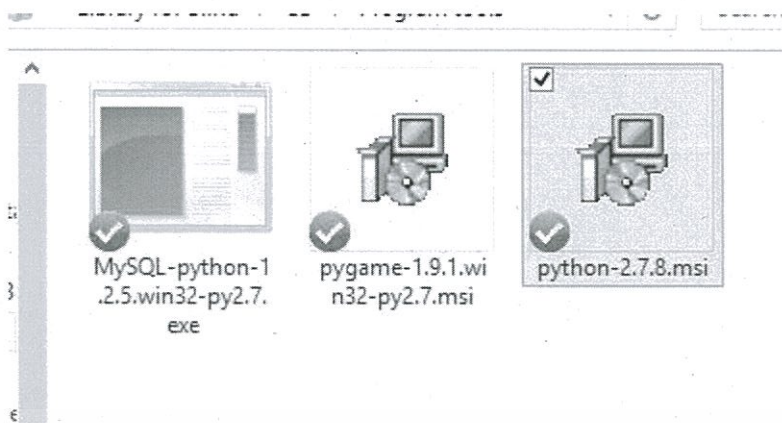 MySQL-python-1
.2.5.win32-py2.7.
exe
pygame-1.9.1.wi
n32-py2.7.msi
python-2.7.8.msi